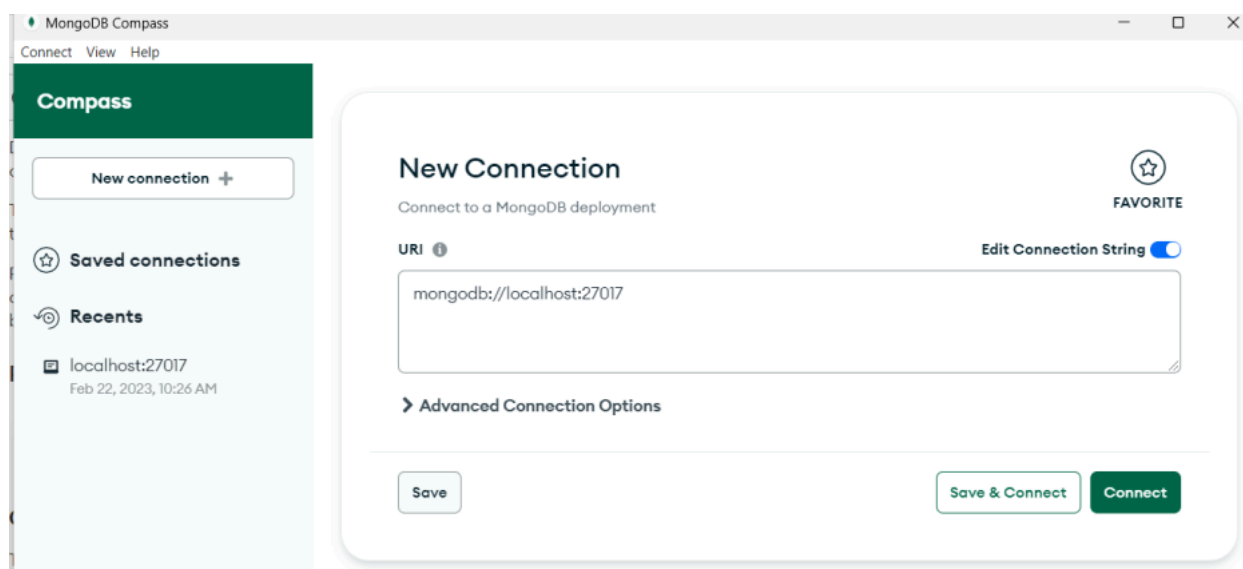 MongoDB Compass
Connect View Help
Compass
New connection
Saved connections
Recents
localhost:27017
Feb 22, 2023, 10:26 AM
New Connection
Connect to a MongoDB deployment
FAVORITE
URI
Edit Connection String
mongodb://localhost:27017
Advanced Connection Options
Save
Save & Connect
Connect